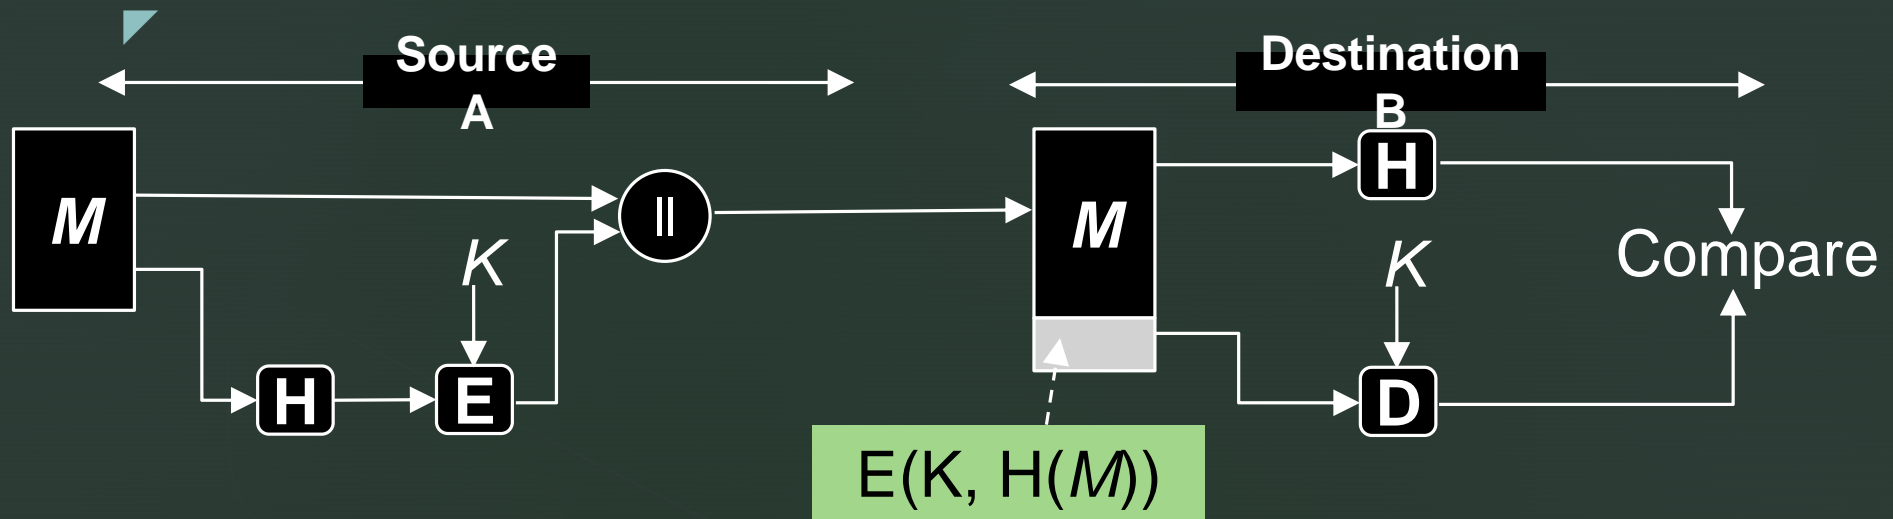 Source
A
Destination
B
M
||
K
H
E
M
H
K
D
Compare
E(K, H(M))